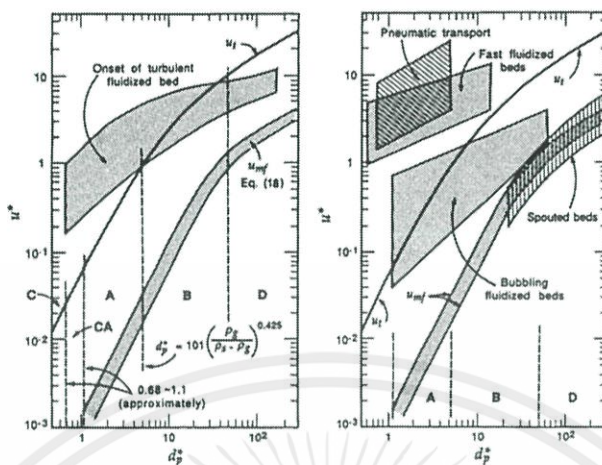 u_t
Onset of turbulent
fluidized bed
u_mf
Eq. (18)
u*
10
1
10^-1
10^-2
10^-3
C
CA
A
B
D
d_p^* = 101 (ρ_g / (ρ_s - ρ_g))^0.425
0.68 ~1.1
(approximately)
1
10
10^2
d_p^*
Pneumatic transport
Fast fluidized
beds
u_t
Spouted beds
Bubbling
fluidized beds
u_mf
u_t
u*
10
1
10^-1
10^-2
10^-3
A
B
D
1
10
10^2
d_p^*